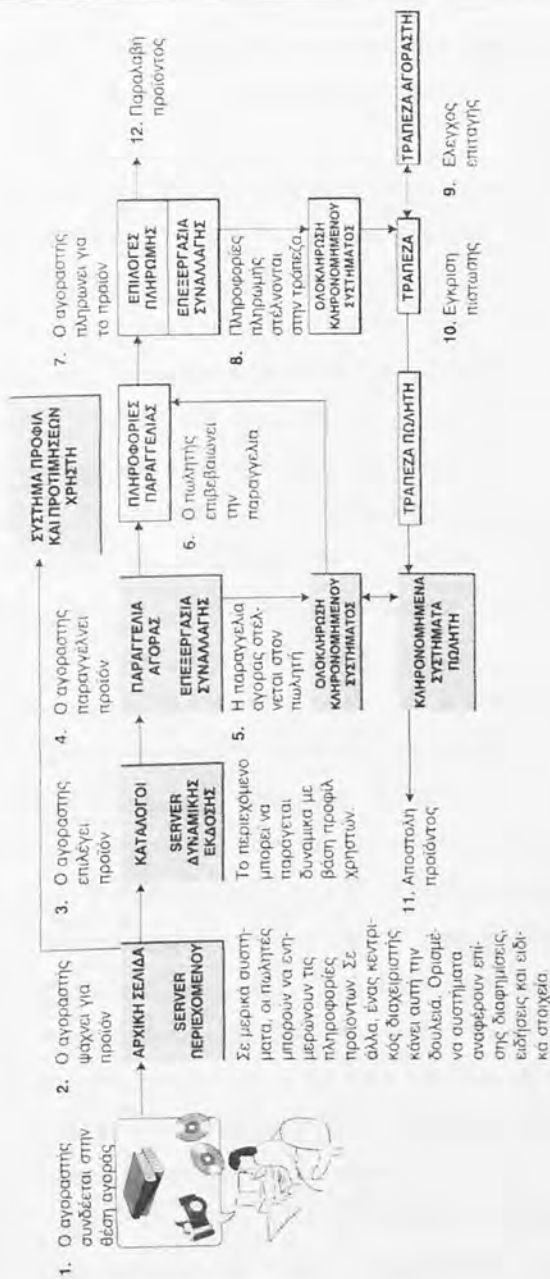 1. Ο αγοραστής
συνδέεται στην
θέση αγοράς
2. Ο αγοραστής
ψάχνει για
προϊόν
ΑΡΧΙΚΗ ΣΕΛΙΔΑ
SERVER
ΠΕΡΙΕΧΟΜΕΝΟΥ
Σε μερικά συστή-
ματα, οι πωλητές
μπορούν να ενη-
μερώνουν τις
πληροφορίες
προϊόντων. Σε
άλλα, ένας κεντρι-
κός διαχειριστής
κάνει αυτή την
δουλειά. Ορισμέ-
να συστήματα
αναφέρουν επί-
σης διαφημίσεις,
ειδήσεις και ειδι-
κά στοιχεία
3. Ο αγοραστής
επιλέγει
προϊόν
ΚΑΤΑΛΟΓΟΙ
SERVER
ΔΥΝΑΜΙΚΗΣ
ΕΚΔΟΣΗΣ
Το περιεχόμενο
μπορεί να
παράγεται
δυναμικά με
βάση προφίλ
χρηστών.
4. Ο αγοραστής
παραγγέλνει
προϊόν
ΠΑΡΑΓΓΕΛΙΑ
ΑΓΟΡΑΣ
ΕΠΕΞΕΡΓΑΣΙΑ
ΣΥΝΑΛΛΑΓΗΣ
5. Η παραγγελία
αγοράς στέλ-
νεται στον
πωλητή
ΟΛΟΚΛΗΡΩΣΗ
ΚΛΗΡΟΝΟΜΗΜΕΝΟΥ
ΣΥΣΤΗΜΑΤΟΣ
ΚΛΗΡΟΝΟΜΗΜΕΝΑ
ΣΥΣΤΗΜΑΤΑ
ΠΩΛΗΤΗ
11. Αποστολή
προϊόντος
ΣΥΣΤΗΜΑ ΠΡΟΦΙΛ
ΚΑΙ ΠΡΟΤΙΜΗΣΕΩΝ
ΧΡΗΣΤΗ
ΠΛΗΡΟΦΟΡΙΕΣ
ΠΑΡΑΓΓΕΛΙΑΣ
6. Ο πωλητής
επιβεβαιώνει
την
παραγγελία
7. Ο αγοραστής
πληρώνει για
το προϊόν
ΕΠΙΛΟΓΕΣ
ΠΛΗΡΩΜΗΣ
ΕΠΕΞΕΡΓΑΣΙΑ
ΣΥΝΑΛΛΑΓΗΣ
8. Πληροφορίες
πληρωμής
στέλνονται
στην τράπεζα
ΟΛΟΚΛΗΡΩΣΗ
ΚΛΗΡΟΝΟΜΗΜΕΝΟΥ
ΣΥΣΤΗΜΑΤΟΣ
12. Παραλαβή
προϊόντος
ΤΡΑΠΕΖΑ ΠΩΛΗΤΗ
ΤΡΑΠΕΖΑ
ΤΡΑΠΕΖΑ ΑΓΟΡΑΣΤΗ
10. Εγκριση
πίστωσης
9. Ελεγχος
επιταγής